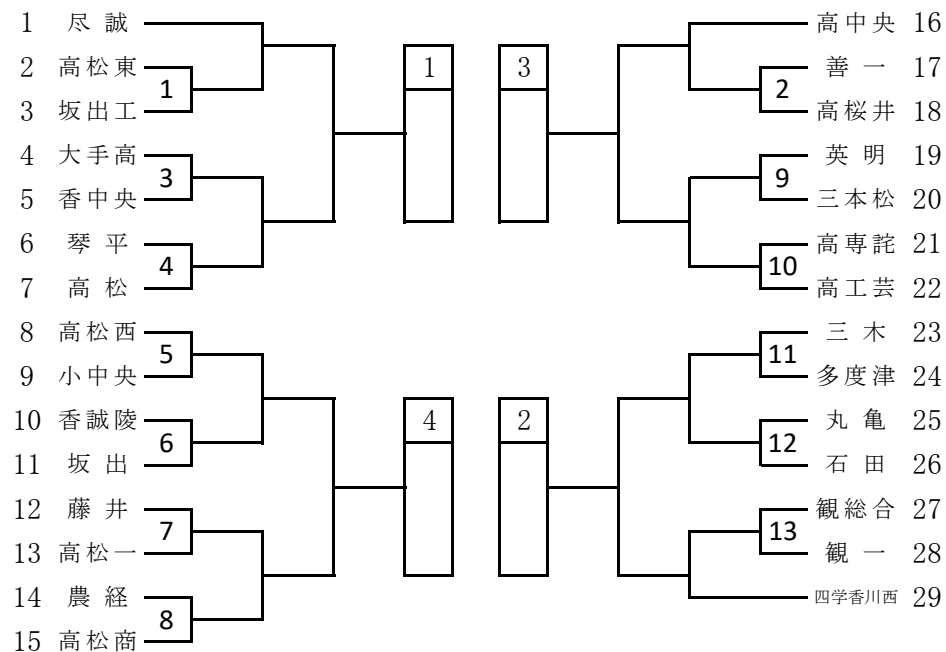 1 尽 誠
2 高松東
1
3 坂出工
4 大手高
3
5 香中央
6 琴 平
4
7 高 松
8 高松西
5
9 小中央
10 香誠陵
6
11 坂 出
12 藤 井
7
13 高松一
14 農 経
8
15 高松商
1
4
3
2
高中央 16
善 一 17
2
高桜井 18
英 明 19
9
三本松 20
高専詫 21
10
高工芸 22
三 木 23
11
多度津 24
丸 亀 25
12
石 田 26
観総合 27
13
観 一 28
四学香川西 29